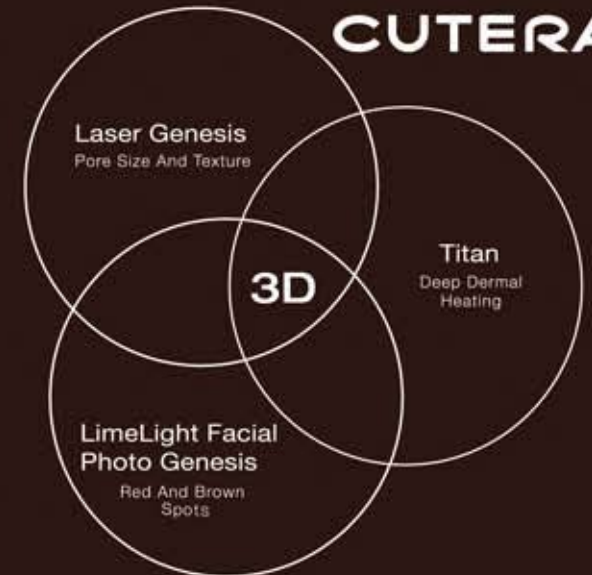 CUTERA
Laser Genesis
Pore Size And Texture
3D
Titan
Deep Dermal
Heating
LimeLight Facial
Photo Genesis
Red And Brown
Spots